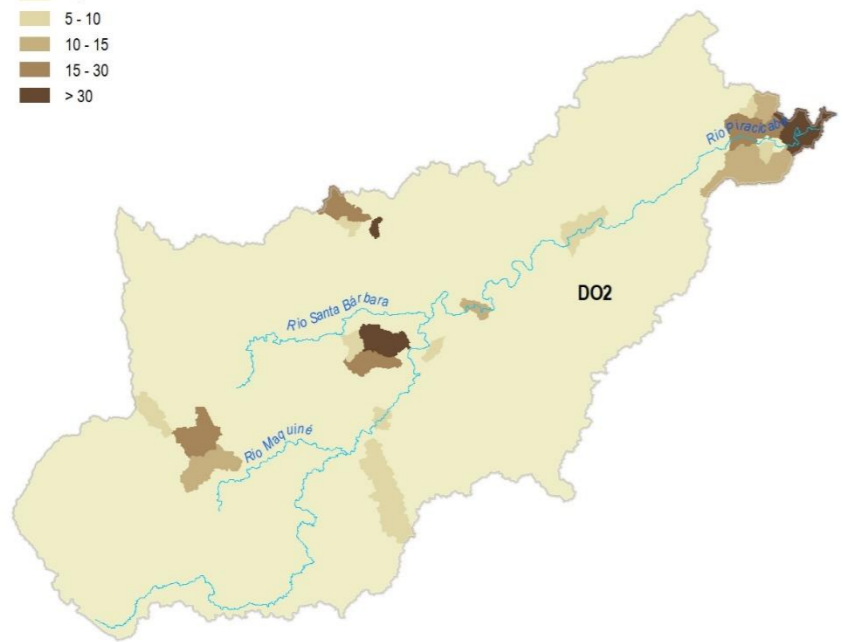 5 - 10
10 - 15
15 - 30
> 30
Rio Piracicaba
DO2
Rio Santa Bárbara
Rio Maquiné